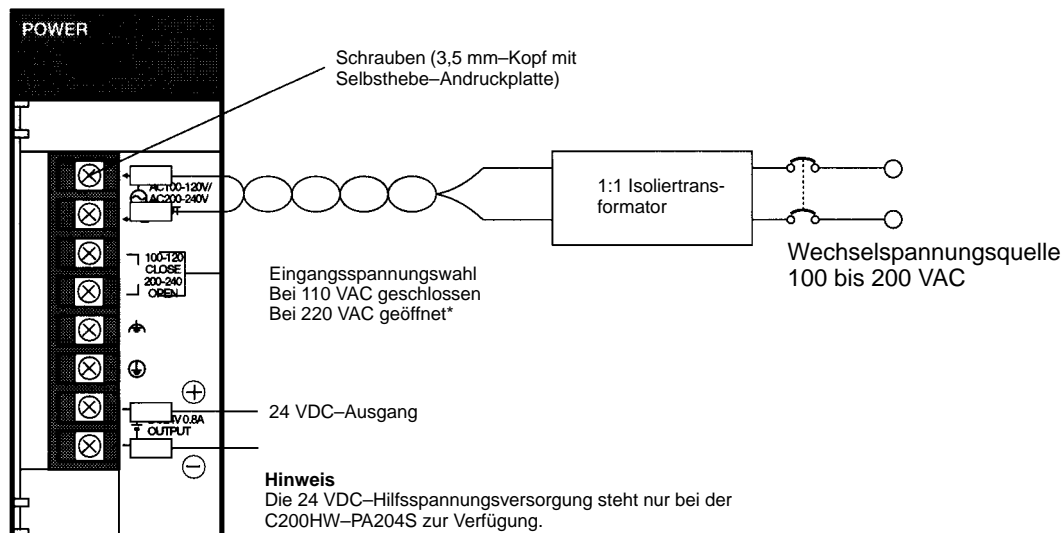 POWER
Schrauben (3,5 mm–Kopf mit
Selbsthebe–Andruckplatte)
AC100-120V/
AC200-240V
1:1 Isoliertrans-
formator
Wechselspannungsquelle
100 bis 200 VAC
100-120
CLOSE
200-240
OPEN
Eingangsspannungswahl
Bei 110 VAC geschlossen
Bei 220 VAC geöffnet*
+
24 VDC–Ausgang
0.8A
OUTPUT
−
Hinweis
Die 24 VDC–Hilfsspannungsversorgung steht nur bei der
C200HW–PA204S zur Verfügung.